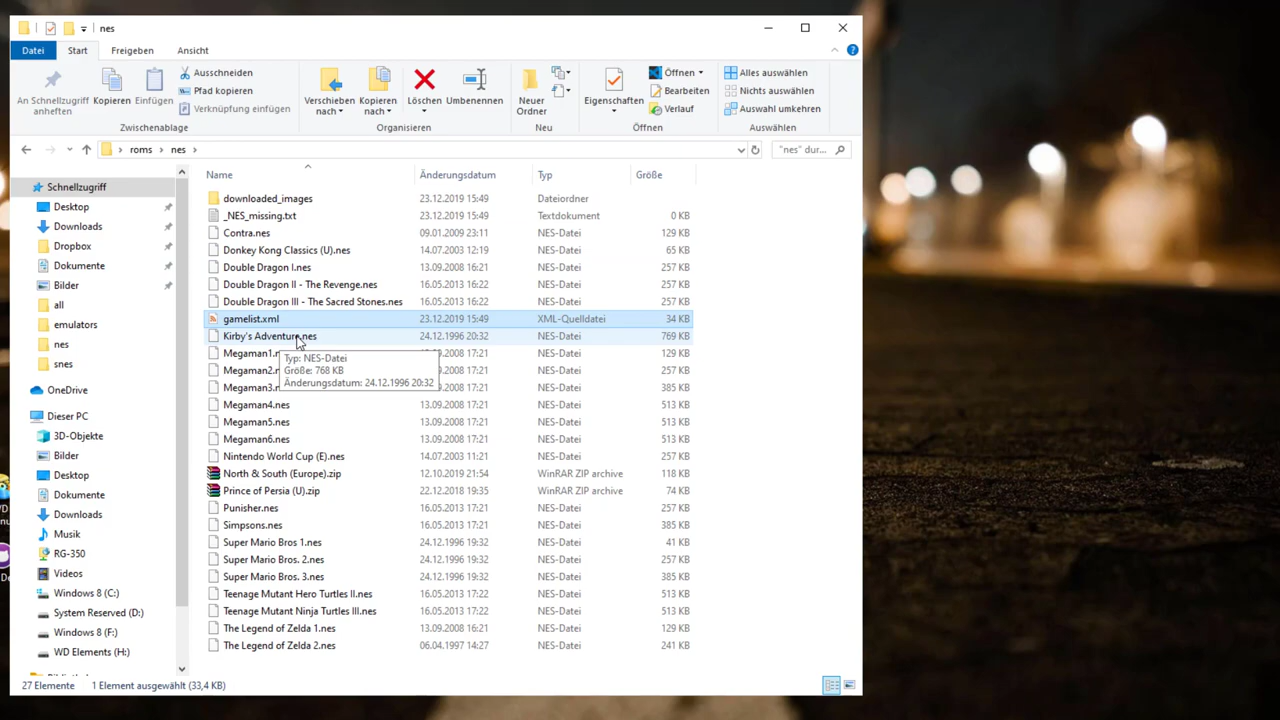 nes
Datei Start Freigeben Ansicht
An Schnellzugriff anheften
Kopieren
Einfügen
Ausschneiden
Pfad kopieren
Verknüpfung einfügen
Zwischenablage
Verschieben nach
Kopieren nach
Löschen
Umbenennen
Organisieren
Neuer Ordner
Neu
Eigenschaften
Öffnen
Bearbeiten
Verlauf
Öffnen
Alles auswählen
Nichts auswählen
Auswahl umkehren
Auswählen
roms nes
"nes" dur...
Schnellzugriff
Desktop
Downloads
Dropbox
Dokumente
Bilder
all
emulators
nes
snes
OneDrive
Dieser PC
3D-Objekte
Bilder
Desktop
Dokumente
Downloads
Musik
RG-350
Videos
Windows 8 (C:)
System Reserved (D:)
Windows 8 (F:)
WD Elements (H:)
Name Änderungsdatum Typ Größe
downloaded_images 23.12.2019 15:49 Dateiordner
_NES_missing.txt 23.12.2019 15:49 Textdokument 0 KB
Contra.nes 09.01.2009 23:11 NES-Datei 129 KB
Donkey Kong Classics (U).nes 14.07.2003 12:19 NES-Datei 65 KB
Double Dragon I.nes 13.09.2008 16:21 NES-Datei 257 KB
Double Dragon II - The Revenge.nes 16.05.2013 16:22 NES-Datei 257 KB
Double Dragon III - The Sacred Stones.nes 16.05.2013 16:22 NES-Datei 257 KB
gamelist.xml 23.12.2019 15:49 XML-Quelldatei 34 KB
Kirby's Adventure.nes 24.12.1996 20:32 NES-Datei 769 KB
Megaman1.n 17:21 NES-Datei 129 KB
Megaman2.n 17:21 NES-Datei 257 KB
Megaman3.n 17:21 NES-Datei 385 KB
Typ: NES-Datei
Größe: 768 KB
Änderungsdatum: 24.12.1996 20:32
Megaman4.nes 13.09.2008 17:21 NES-Datei 513 KB
Megaman5.nes 13.09.2008 17:21 NES-Datei 513 KB
Megaman6.nes 13.09.2008 17:21 NES-Datei 513 KB
Nintendo World Cup (E).nes 14.07.2003 11:19 NES-Datei 257 KB
North & South (Europe).zip 12.10.2019 21:54 WinRAR ZIP archive 118 KB
Prince of Persia (U).zip 22.12.2018 19:35 WinRAR ZIP archive 74 KB
Punisher.nes 16.05.2013 17:21 NES-Datei 257 KB
Simpsons.nes 16.05.2013 17:21 NES-Datei 385 KB
Super Mario Bros 1.nes 24.12.1996 19:32 NES-Datei 41 KB
Super Mario Bros. 2.nes 24.12.1996 19:32 NES-Datei 257 KB
Super Mario Bros. 3.nes 24.12.1996 19:32 NES-Datei 385 KB
Teenage Mutant Hero Turtles II.nes 16.05.2013 17:22 NES-Datei 513 KB
Teenage Mutant Ninja Turtles III.nes 16.05.2013 17:22 NES-Datei 513 KB
The Legend of Zelda 1.nes 13.09.2008 16:21 NES-Datei 129 KB
The Legend of Zelda 2.nes 06.04.1997 14:27 NES-Datei 241 KB
27 Elemente 1 Element ausgewählt (33,4 KB)